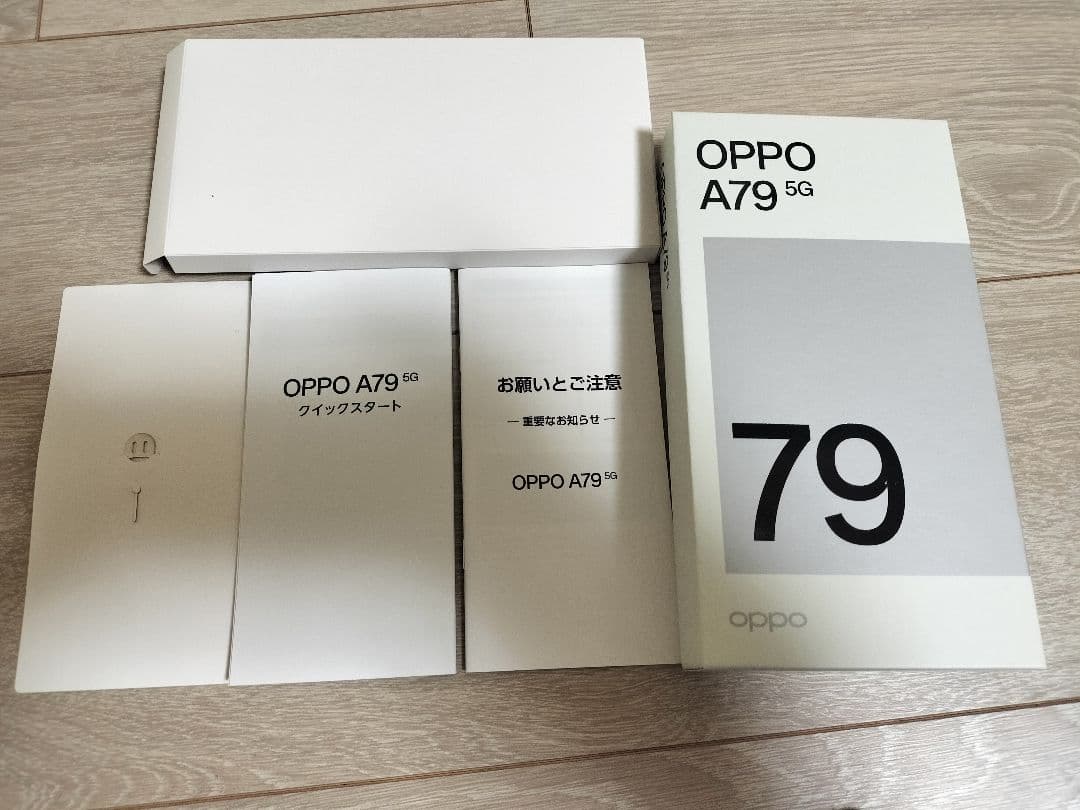 OPPO A79 5G
クイックスタート
お願いとご注意
― 重要なお知らせ ―
OPPO A79 5G
OPPO
A79 5G
79
oppo